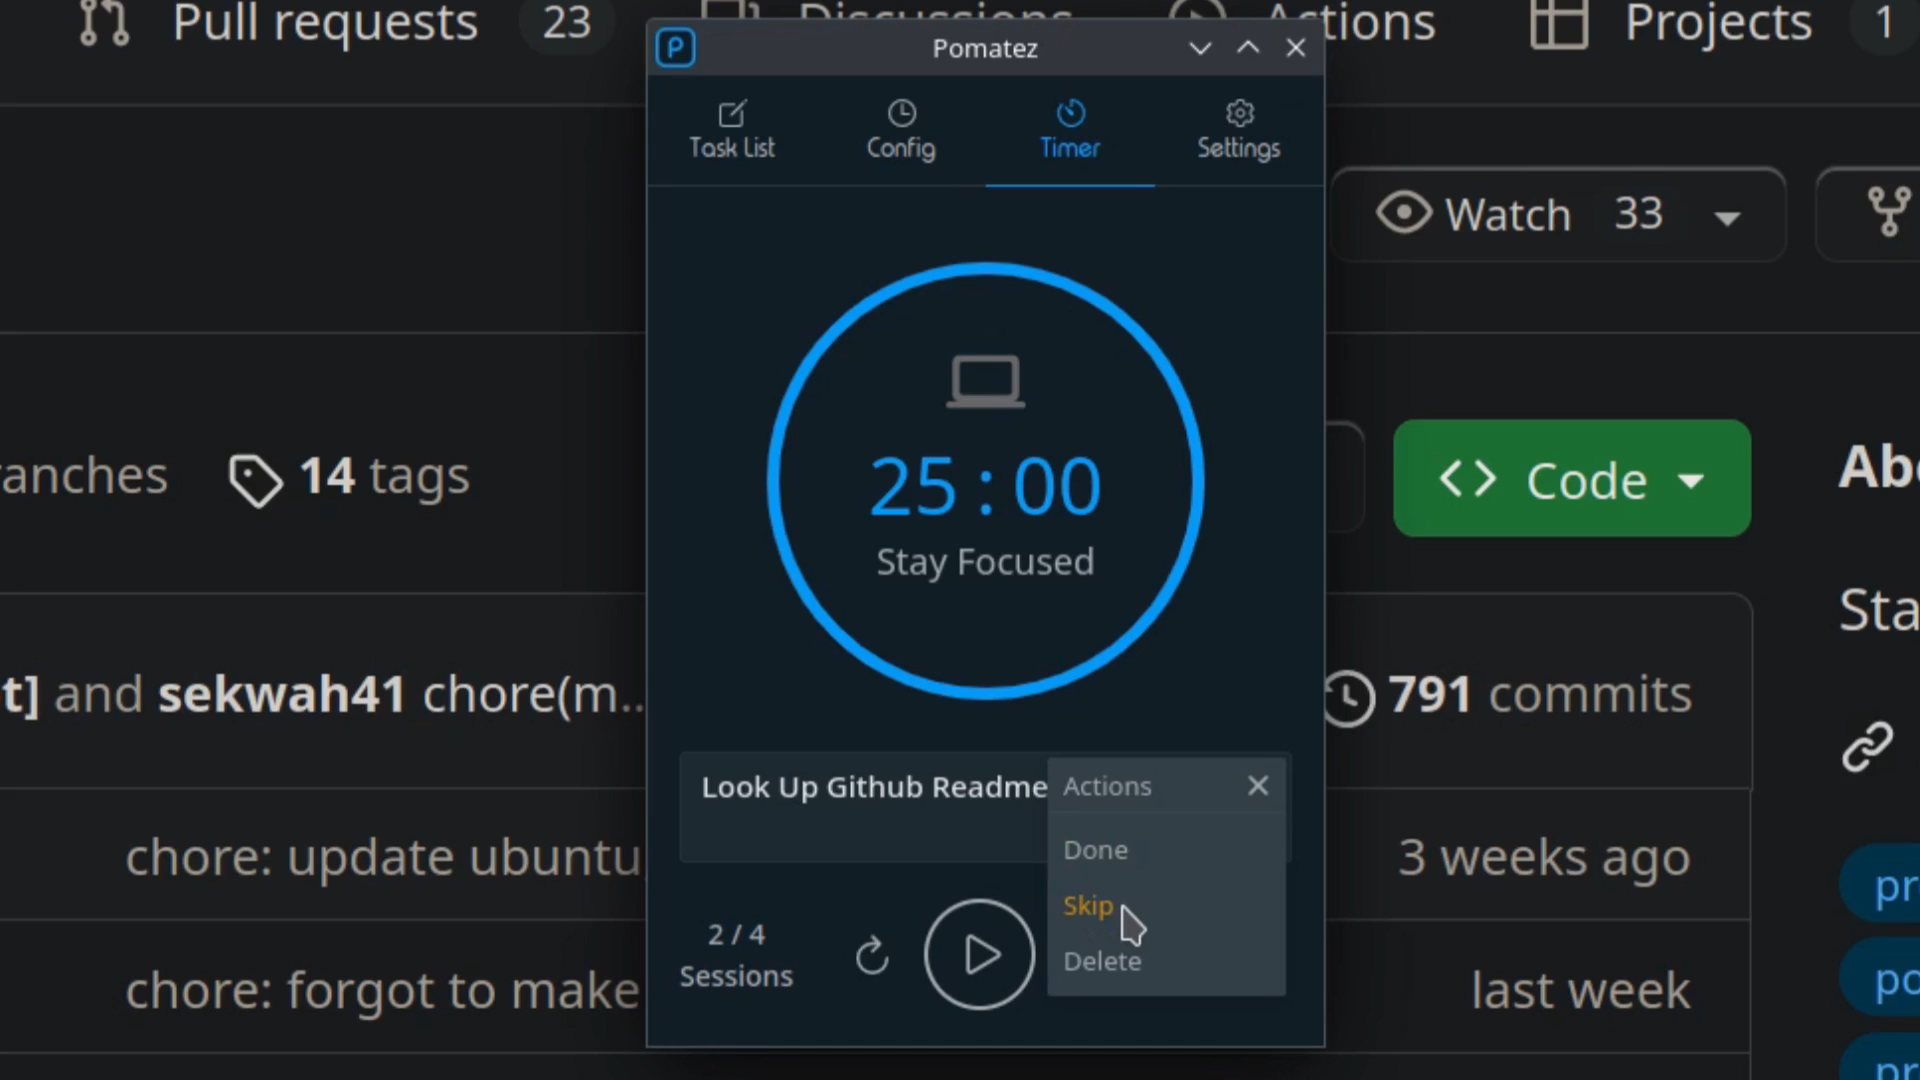 Pull requests 23 Discussions Actions Projects 1
P Pomatez
Task List Config Timer Settings
Watch 33
25 : 00
Stay Focused
anches 14 tags
Code
t] and sekwah41 chore(m...
791 commits
Look Up Github Readme
Actions
Done
Skip
Delete
chore: update ubuntu
3 weeks ago
2 / 4
Sessions
chore: forgot to make
last week